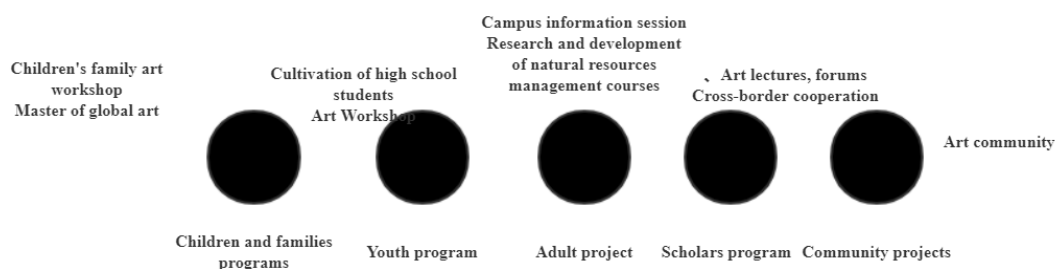 Children's family art
workshop
Master of global art
Cultivation of high school
students
Art Workshop
Campus information session
Research and development
of natural resources
management courses
、Art lectures, forums
Cross-border cooperation
Art community
Children and families
programs
Youth program
Adult project
Scholars program
Community projects